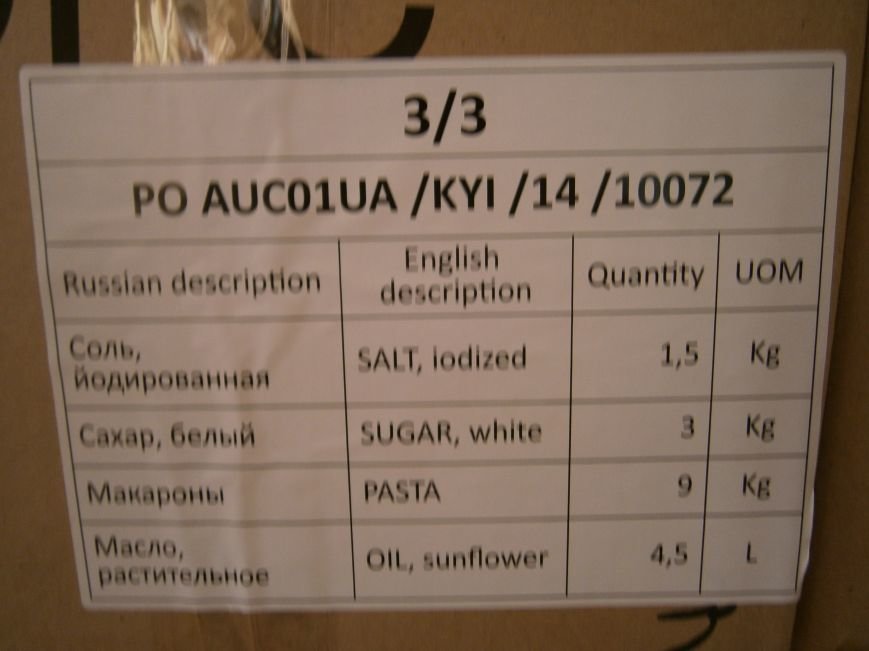 3/3
PO AUC01UA /KYI /14 /10072
Russian description English description Quantity UOM
Соль, йодированная SALT, iodized 1,5 Kg
Сахар, белый SUGAR, white 3 Kg
Макароны PASTA 9 Kg
Масло, растительное OIL, sunflower 4,5 L